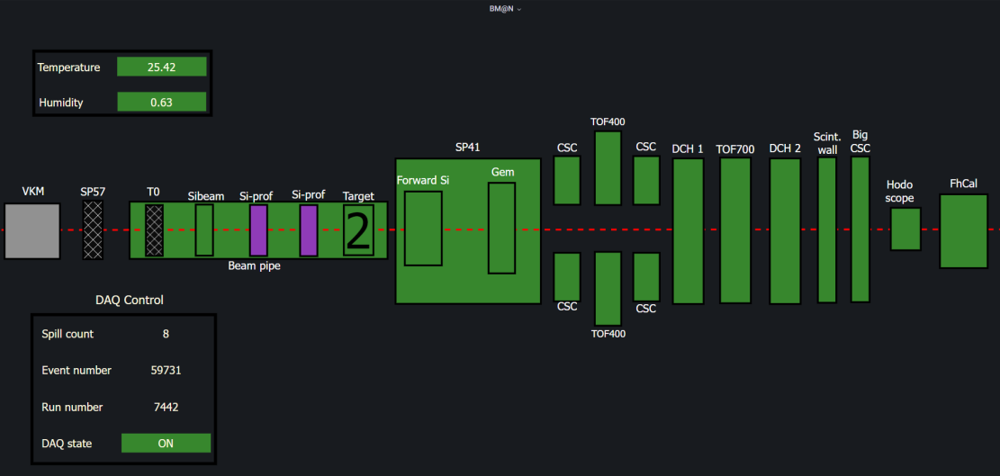 BM@N
Temperature 25.42
Humidity 0.63
VKM
SP57
T0
Sibeam
Si-prof
Si-prof
Target
2
Beam pipe
SP41
Forward Si
Gem
CSC
TOF400
CSC
CSC
TOF400
CSC
DCH 1
TOF700
DCH 2
Scint.
wall
Big
CSC
Hodo
scope
FhCal
DAQ Control
Spill count 8
Event number 59731
Run number 7442
DAQ state ON